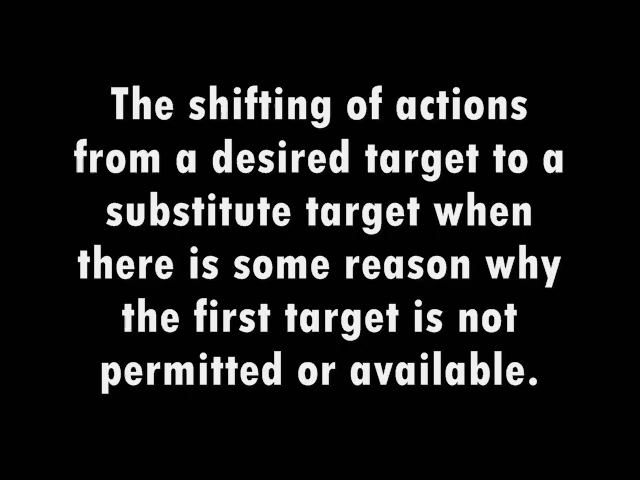 The shifting of actions
from a desired target to a
substitute target when
there is some reason why
the first target is not
permitted or available.